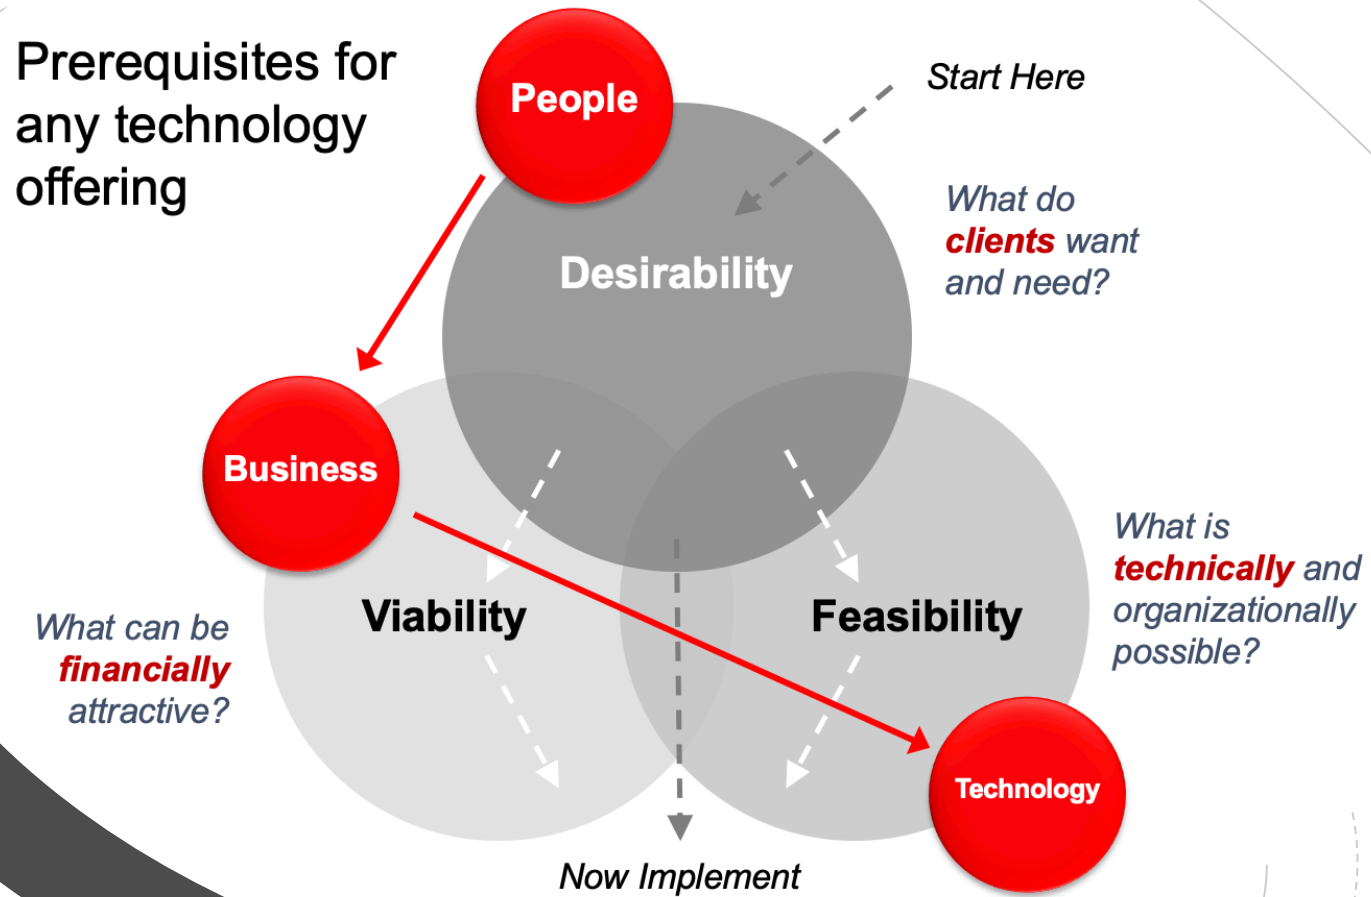 Prerequisites for
any technology
offering
People
Start Here
What do
clients want
and need?
Desirability
Business
Viability
Feasibility
What is
technically and
organizationally
possible?
What can be
financially
attractive?
Technology
Now Implement